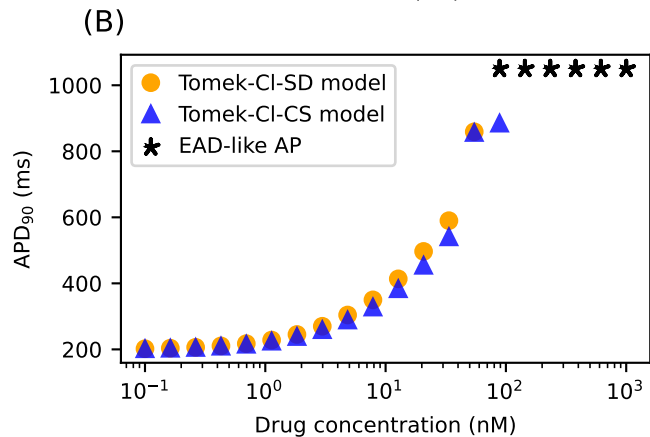 (B)
1000
800
600
400
200
APD90 (ms)
Tomek-Cl-SD model
Tomek-Cl-CS model
EAD-like AP
10−1
100
101
102
103
Drug concentration (nM)